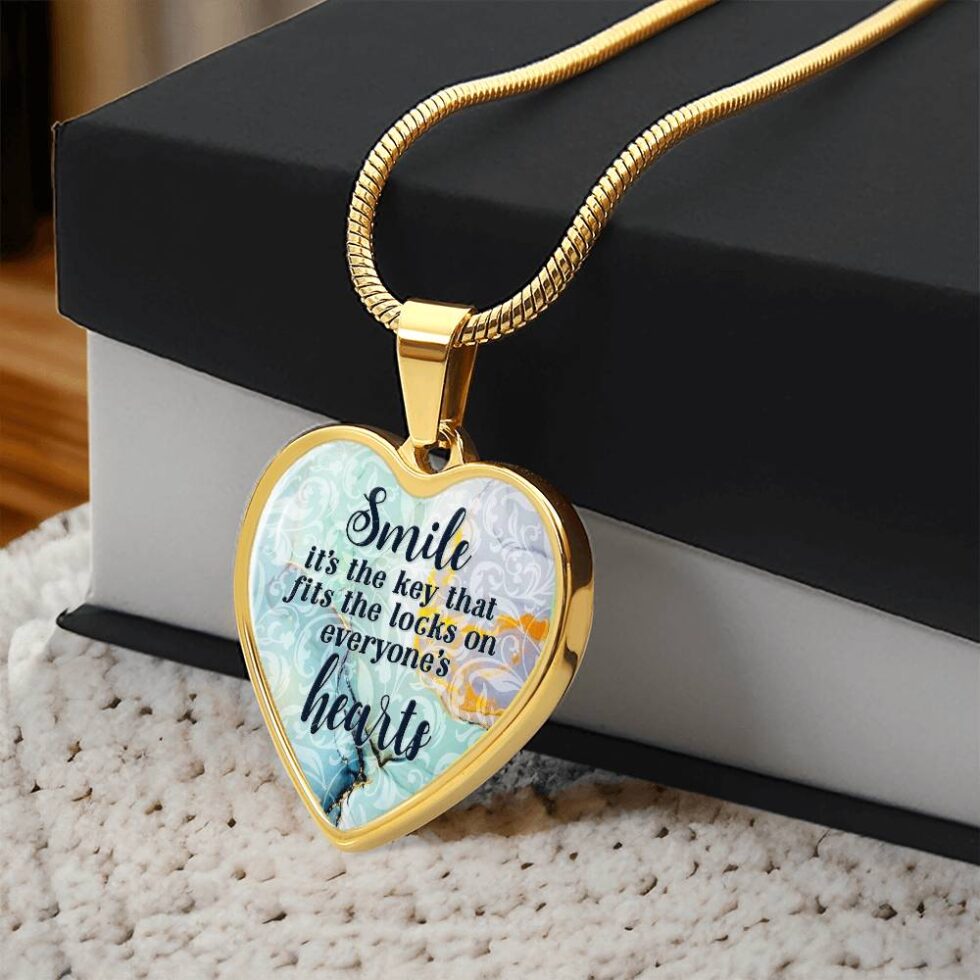 Smile
it's the key that
fits the locks on
everyone's
hearts